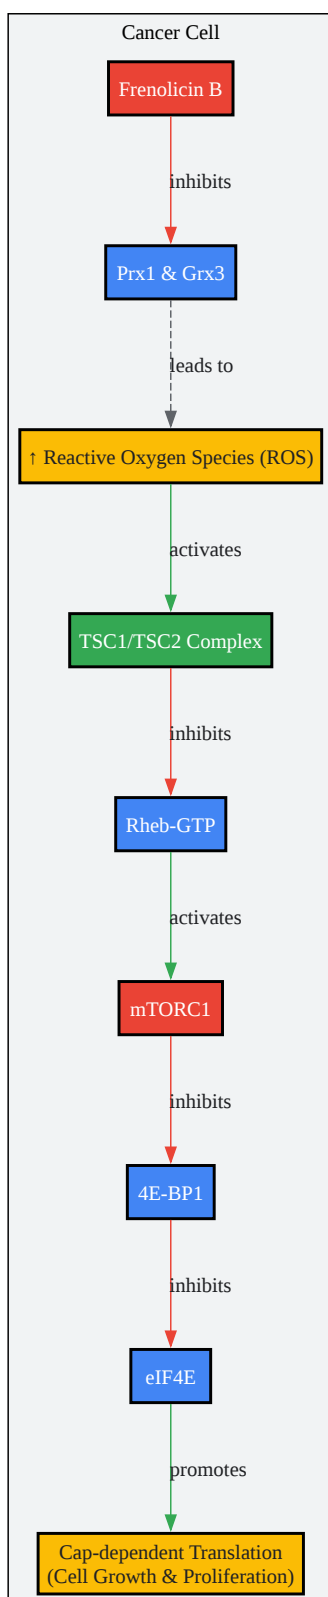 Cancer Cell
Frenolicin B
inhibits
Prx1 & Grx3
leads to
↑ Reactive Oxygen Species (ROS)
activates
TSC1/TSC2 Complex
inhibits
Rheb-GTP
activates
mTORC1
inhibits
4E-BP1
inhibits
eIF4E
promotes
Cap-dependent Translation
(Cell Growth & Proliferation)